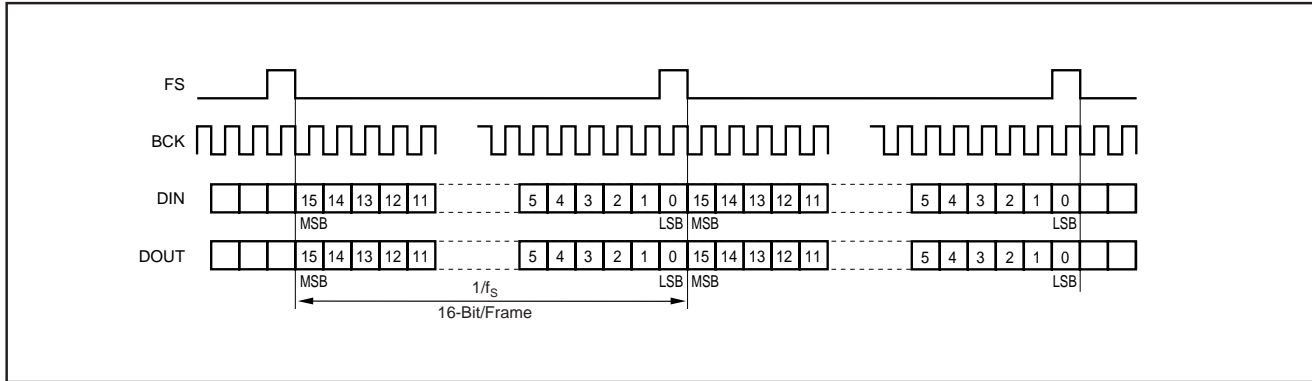 FS
BCK
DIN 15 14 13 12 11 5 4 3 2 1 0 15 14 13 12 11 5 4 3 2 1 0
MSB LSB MSB LSB
DOUT 15 14 13 12 11 5 4 3 2 1 0 15 14 13 12 11 5 4 3 2 1 0
MSB LSB MSB LSB
1/fS
16-Bit/Frame